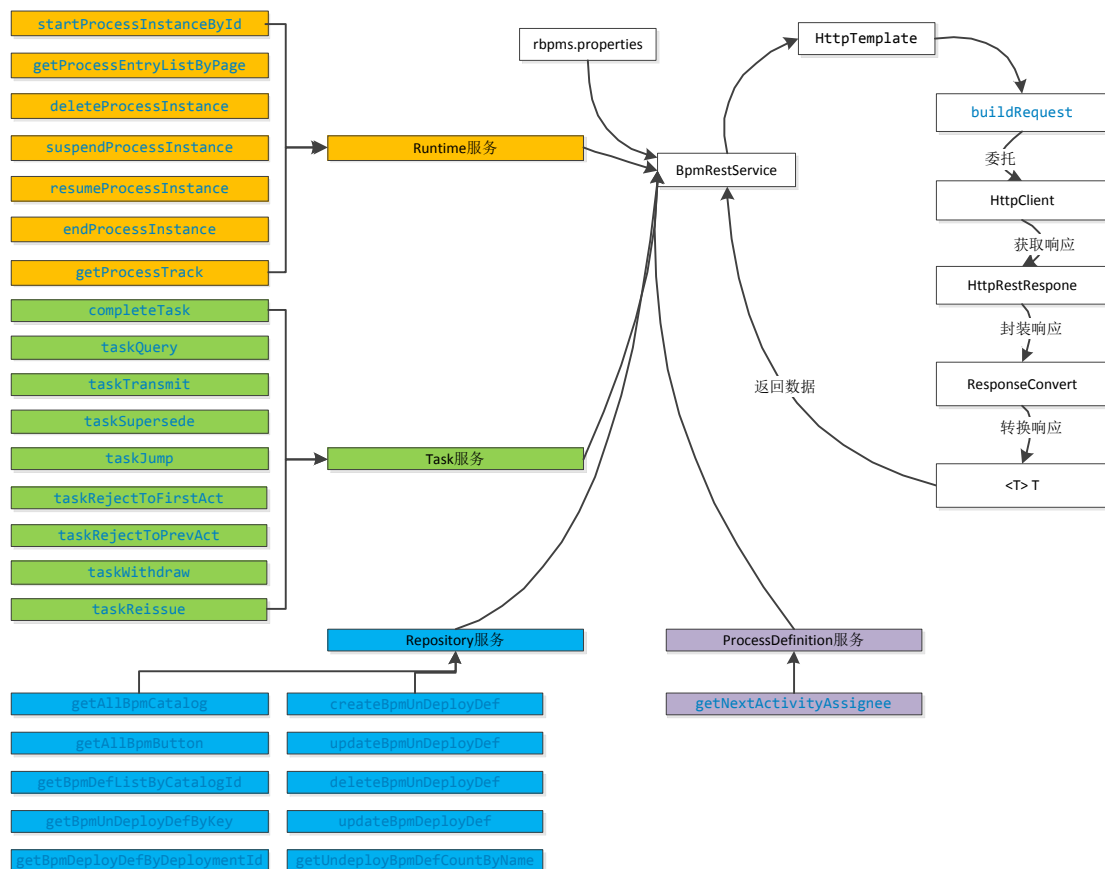 startProcessInstanceById
getProcessEntryListByPage
deleteProcessInstance
suspendProcessInstance
resumeProcessInstance
endProcessInstance
getProcessTrack
Runtime服务
rbpms.properties
BpmRestService
HttpTemplate
buildRequest
委托
HttpClient
获取响应
HttpRestRespone
封装响应
ResponseConvert
转换响应
<T> T
返回数据
completeTask
taskQuery
taskTransmit
taskSupersede
taskJump
taskRejectToFirstAct
taskRejectToPrevAct
taskWithdraw
taskReissue
Task服务
Repository服务
ProcessDefinition服务
getAllBpmCatalog
createBpmUnDeployDef
getNextActivityAssignee
getAllBpmButton
updateBpmUnDeployDef
getBpmDefListByCatalogId
deleteBpmUnDeployDef
getBpmUnDeployDefByKey
updateBpmDeployDef
getBpmDeployDefByDeploymentId
getUndeployBpmDefCountByName